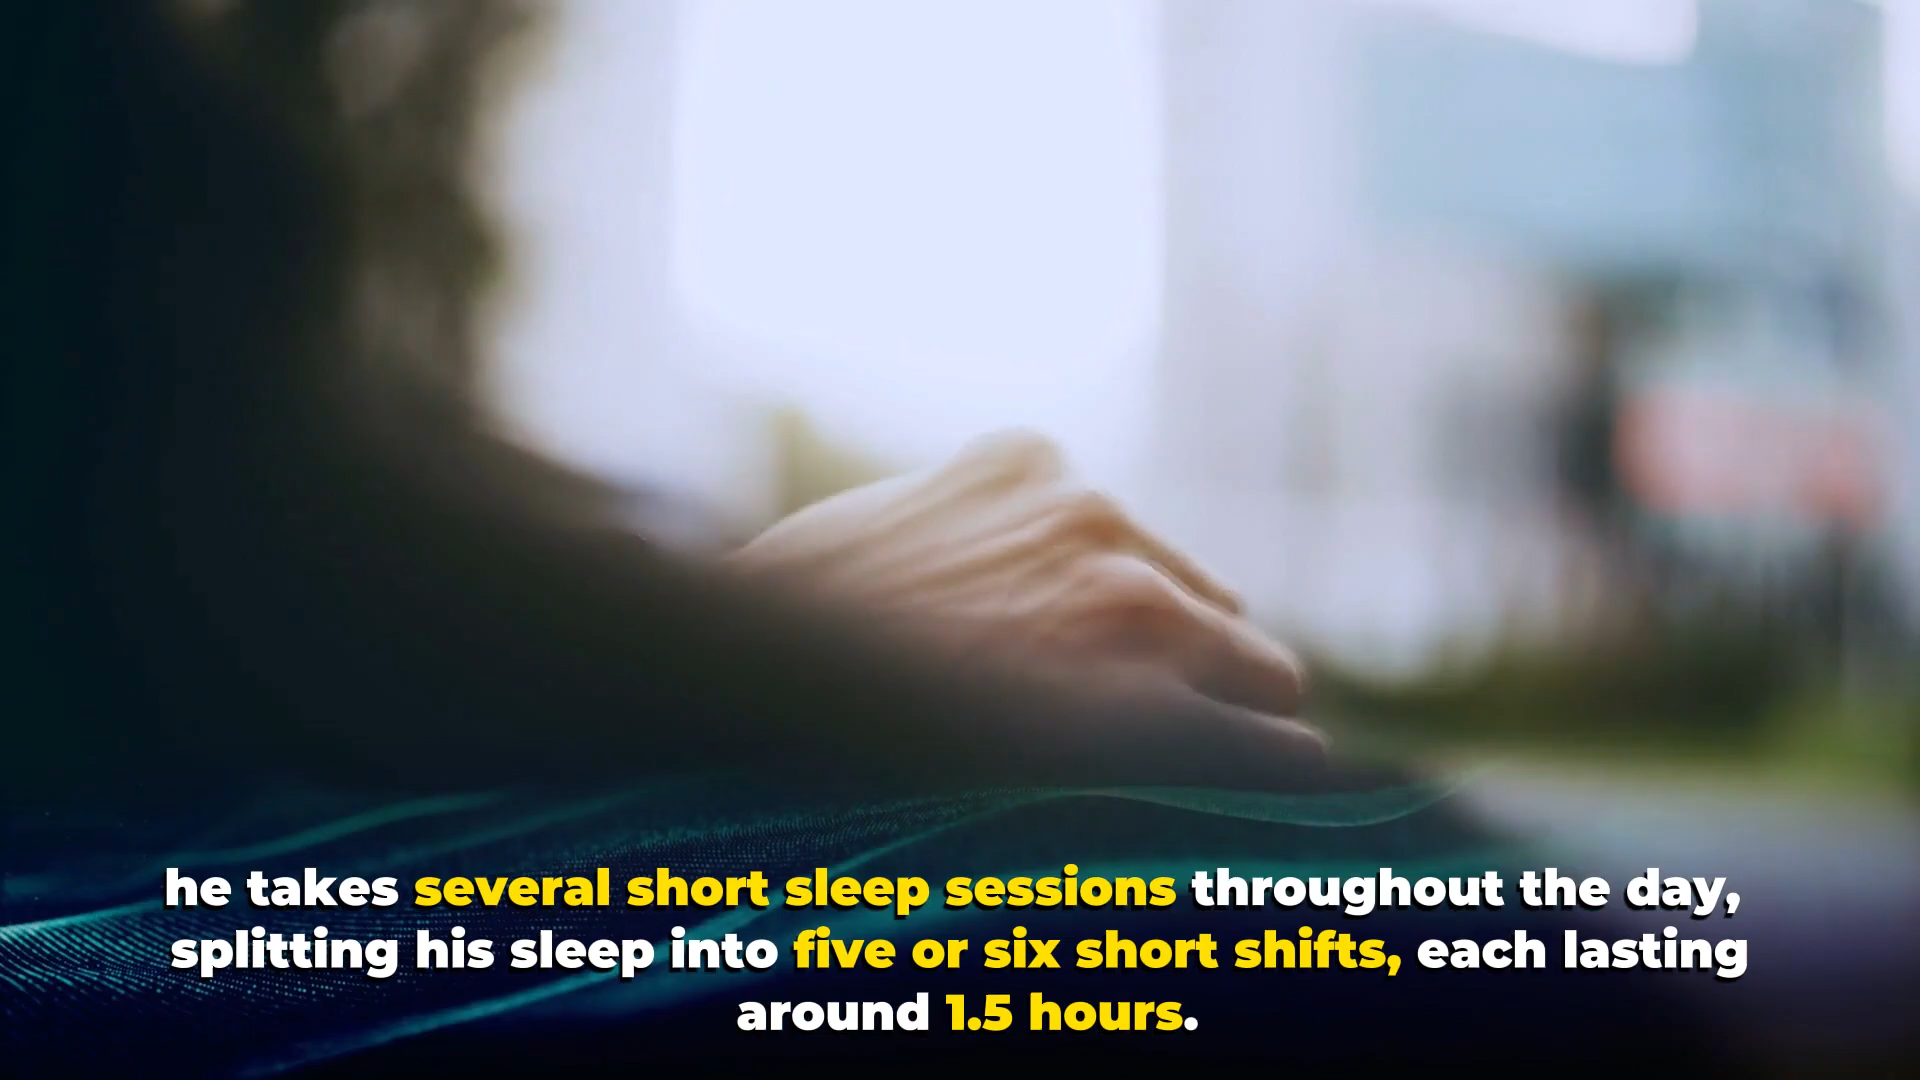 he takes several short sleep sessions throughout the day,
splitting his sleep into five or six short shifts, each lasting
around 1.5 hours.